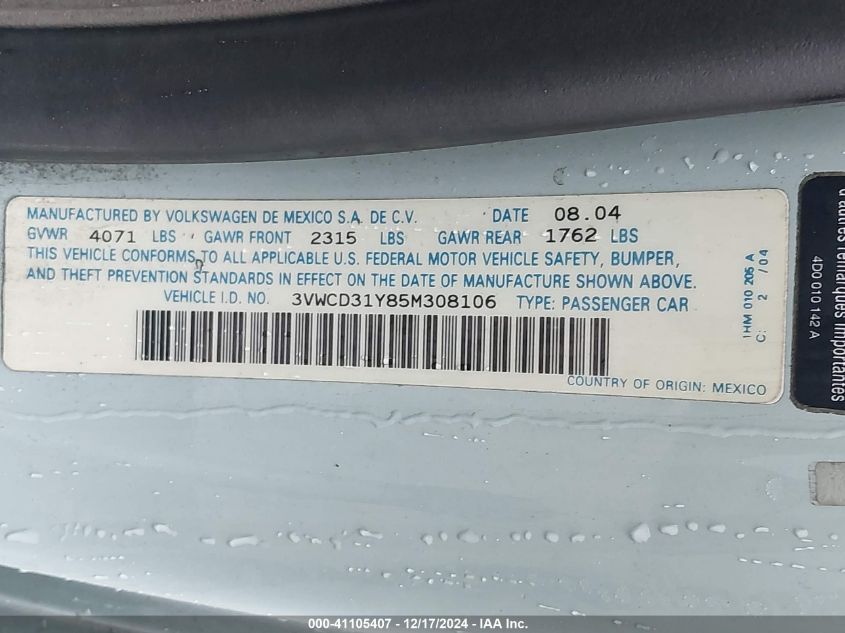 MANUFACTURED BY VOLKSWAGEN DE MEXICO S.A. DE C.V. DATE 08.04
GVWR 4071 LBS GAWR FRONT 2315 LBS GAWR REAR 1762 LBS
THIS VEHICLE CONFORMS TO ALL APPLICABLE U.S. FEDERAL MOTOR VEHICLE SAFETY, BUMPER,
AND THEFT PREVENTION STANDARDS IN EFFECT ON THE DATE OF MANUFACTURE SHOWN ABOVE.
VEHICLE I.D. NO. 3VWCD31Y85M308106 TYPE: PASSENGER CAR
COUNTRY OF ORIGIN: MEXICO
1HM 010 205 A
C: 2 /04
d'autres remarques importantes
4D0 010 142 A
000-41105407 - 12/17/2024 - IAA Inc.